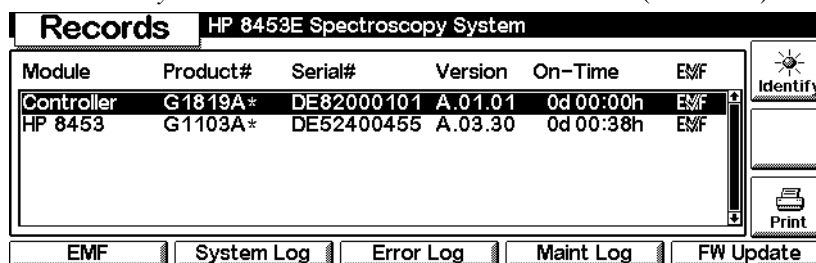 Records HP 8453E Spectroscopy System
Module Product# Serial# Version On-Time EMF
Controller G1819A* DE82000101 A.01.01 0d 00:00h EMF
HP 8453 G1103A* DE52400455 A.03.30 0d 00:38h EMF
Identify
Print
EMF System Log Error Log Maint Log FW Update